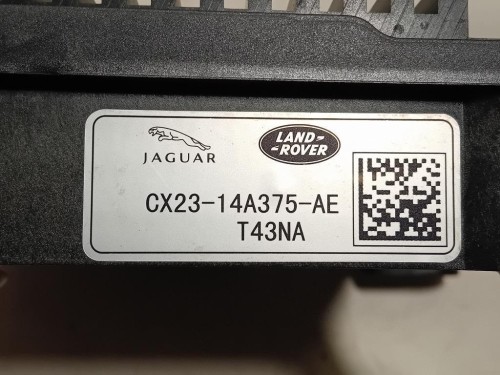 JAGUAR
LAND-
-ROVER
CX23-14A375-AE
T43NA